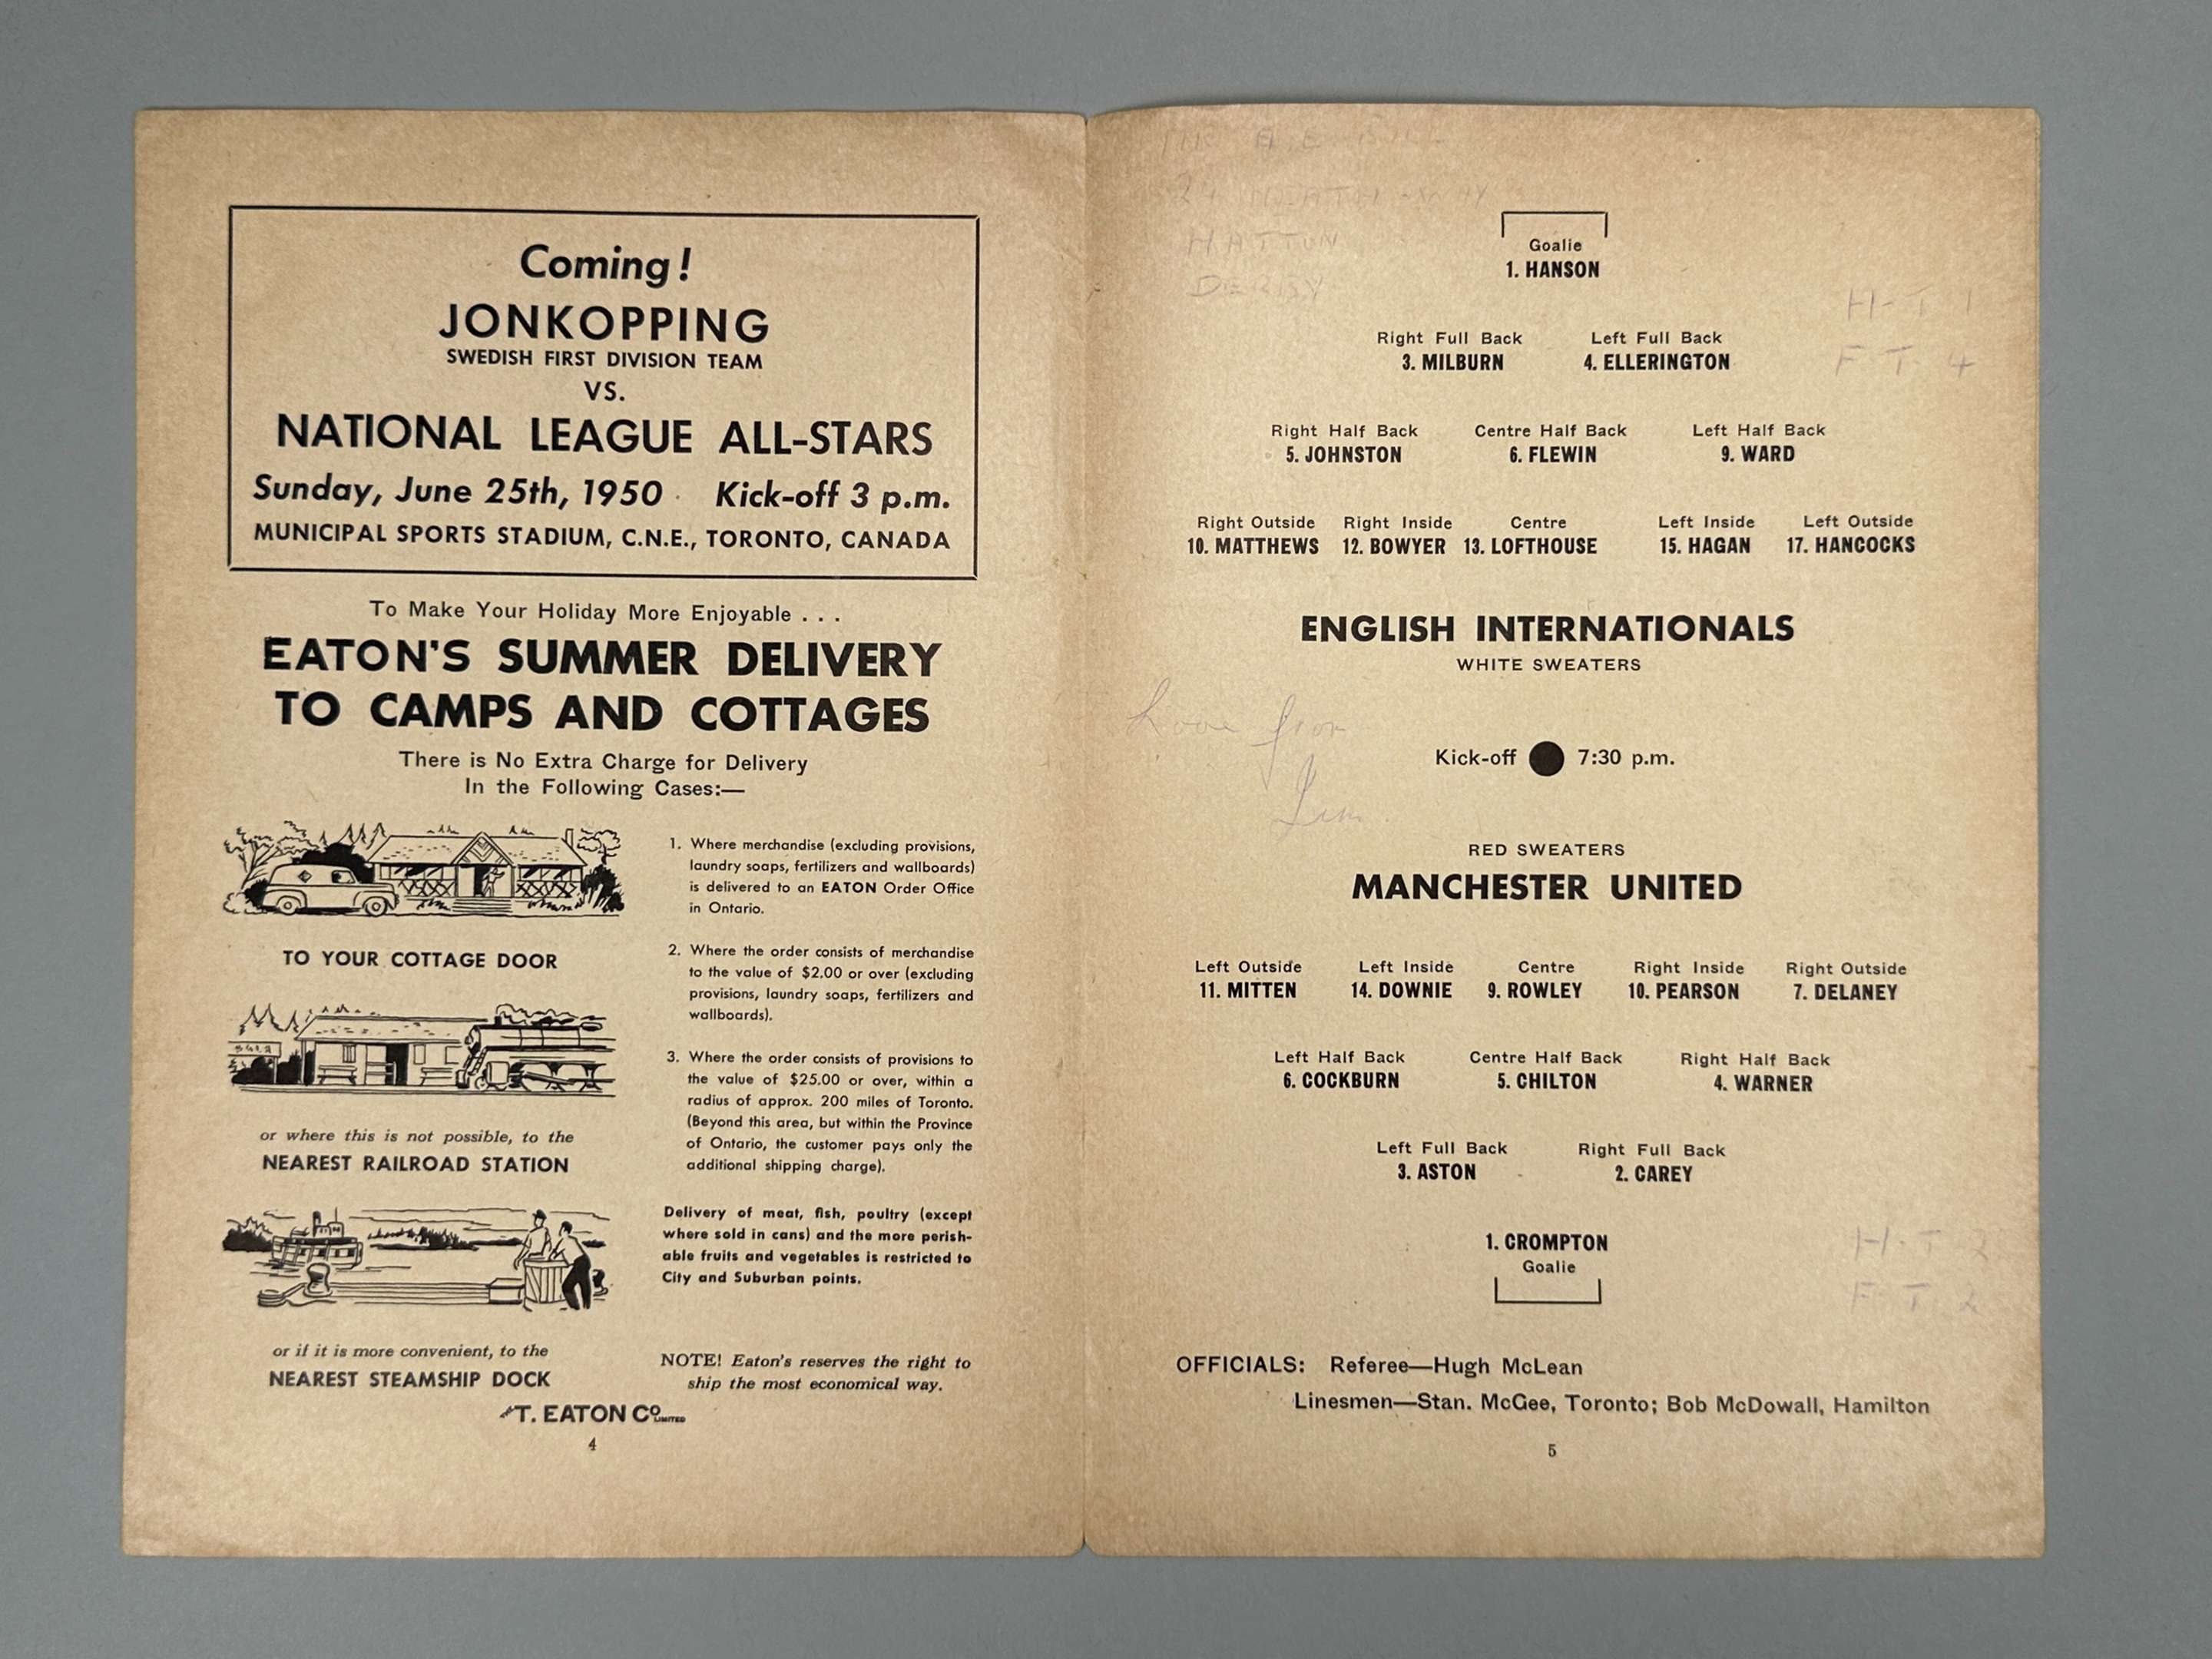 Coming!
JONKOPPING
SWEDISH FIRST DIVISION TEAM
VS.
NATIONAL LEAGUE ALL-STARS
Sunday, June 25th, 1950 Kick-off 3 p.m.
MUNICIPAL SPORTS STADIUM, C.N.E., TORONTO, CANADA
To Make Your Holiday More Enjoyable . . .
EATON'S SUMMER DELIVERY
TO CAMPS AND COTTAGES
There is No Extra Charge for Delivery
In the Following Cases:—
TO YOUR COTTAGE DOOR
or where this is not possible, to the
NEAREST RAILROAD STATION
or if it is more convenient, to the
NEAREST STEAMSHIP DOCK
1. Where merchandise (excluding provisions,
laundry soaps, fertilizers and wallboards)
is delivered to an EATON Order Office
in Ontario.
2. Where the order consists of merchandise
to the value of $2.00 or over (excluding
provisions, laundry soaps, fertilizers and
wallboards).
3. Where the order consists of provisions to
the value of $25.00 or over, within a
radius of approx. 200 miles of Toronto.
(Beyond this area, but within the Province
of Ontario, the customer pays only the
additional shipping charge).
Delivery of meat, fish, poultry (except
where sold in cans) and the more perish-
able fruits and vegetables is restricted to
City and Suburban points.
NOTE! Eaton's reserves the right to
ship the most economical way.
T. EATON CO LIMITED
4
HATTON
DERBY
Goalie
1. HANSON
H-T 1
F T 4
Right Full Back Left Full Back
3. MILBURN 4. ELLERINGTON
Right Half Back Centre Half Back Left Half Back
5. JOHNSTON 6. FLEWIN 9. WARD
Right Outside Right Inside Centre Left Inside Left Outside
10. MATTHEWS 12. BOWYER 13. LOFTHOUSE 15. HAGAN 17. HANCOCKS
ENGLISH INTERNATIONALS
WHITE SWEATERS
Love from
Jim.
Kick-off 7:30 p.m.
RED SWEATERS
MANCHESTER UNITED
Left Outside Left Inside Centre Right Inside Right Outside
11. MITTEN 14. DOWNIE 9. ROWLEY 10. PEARSON 7. DELANEY
Left Half Back Centre Half Back Right Half Back
6. COCKBURN 5. CHILTON 4. WARNER
Left Full Back Right Full Back
3. ASTON 2. CAREY
1. CROMPTON
Goalie
H-T 2
F T 2
OFFICIALS: Referee—Hugh McLean
Linesmen—Stan. McGee, Toronto; Bob McDowall, Hamilton
5